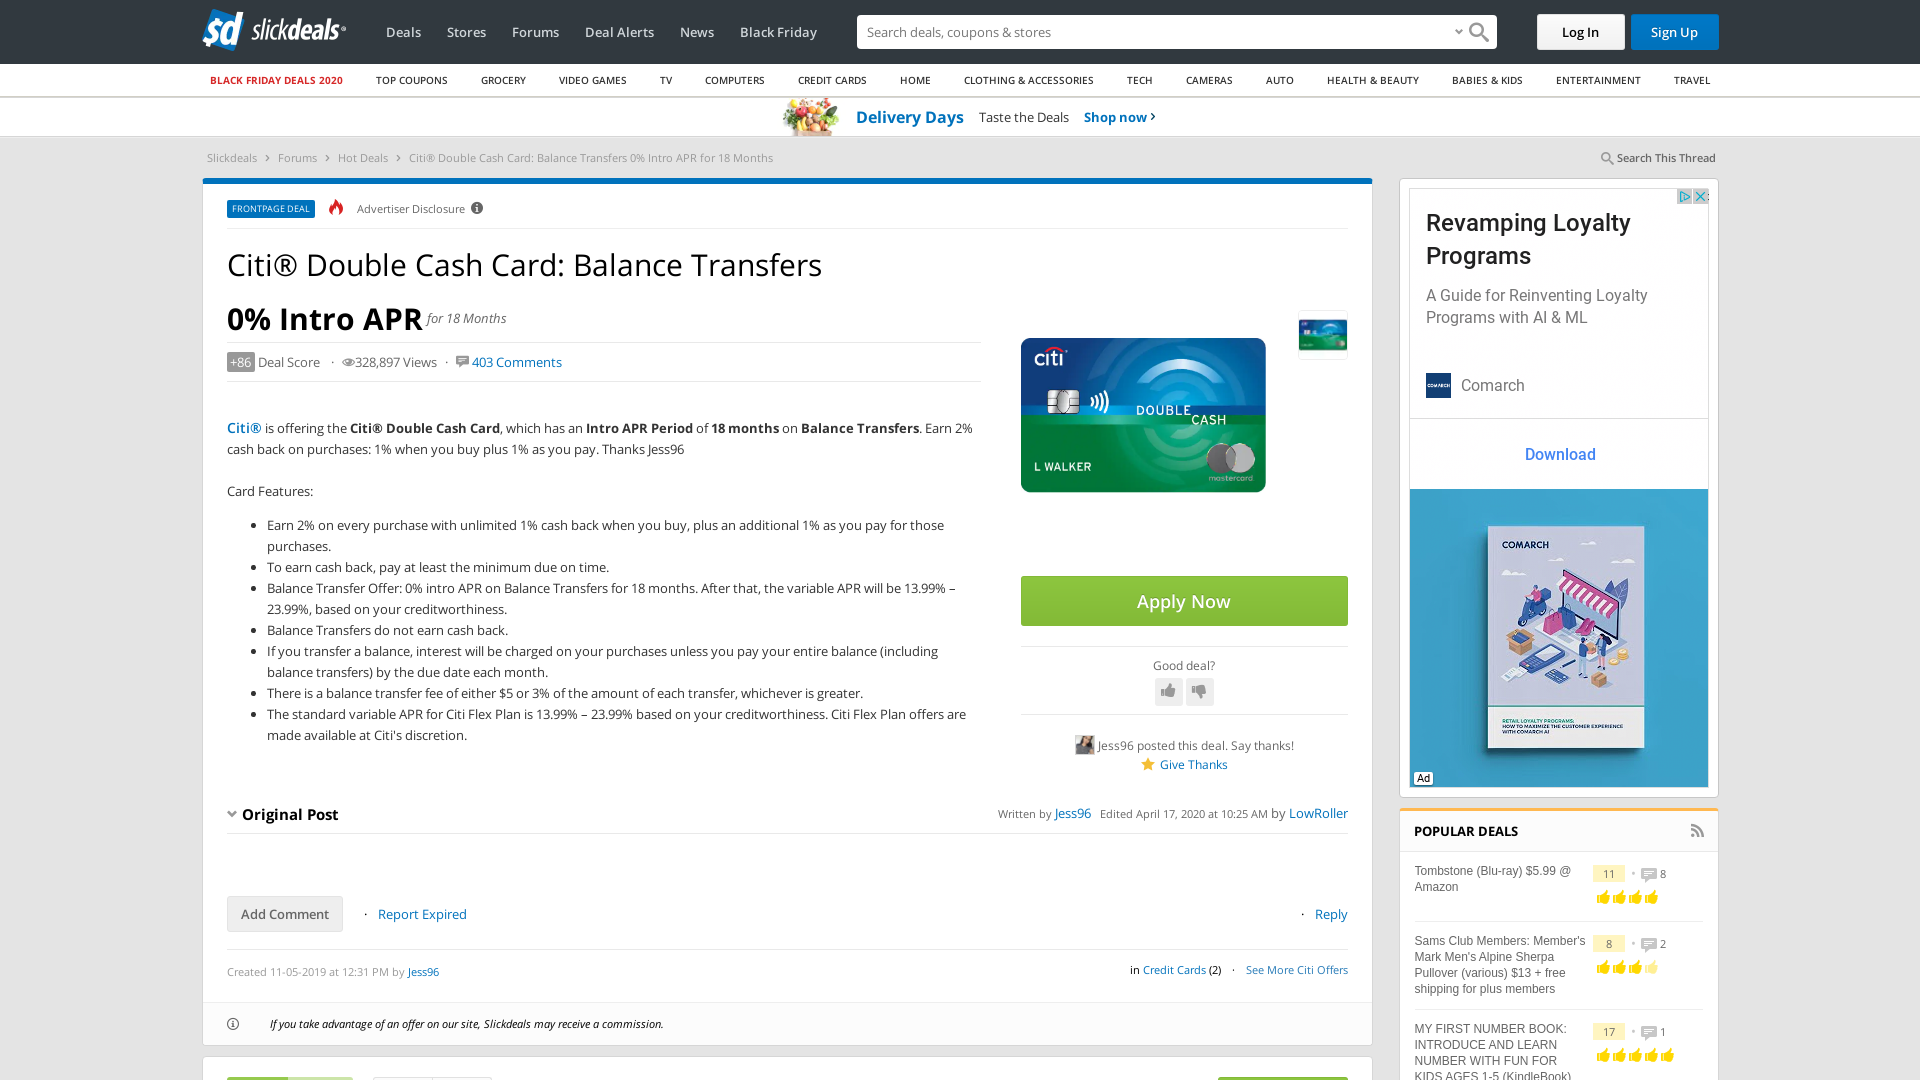 slickdeals
Deals
Stores
Forums
Deal Alerts
News
Black Friday
Search deals, coupons & stores
Log In
Sign Up
BLACK FRIDAY DEALS 2020
TOP COUPONS
GROCERY
VIDEO GAMES
TV
COMPUTERS
CREDIT CARDS
HOME
CLOTHING & ACCESSORIES
TECH
CAMERAS
AUTO
HEALTH & BEAUTY
BABIES & KIDS
ENTERTAINMENT
TRAVEL
Delivery Days Taste the Deals Shop now
Slickdeals > Forums > Hot Deals > Citi® Double Cash Card: Balance Transfers 0% Intro APR for 18 Months
Search This Thread
FRONTPAGE DEAL
Advertiser Disclosure
Citi® Double Cash Card: Balance Transfers
0% Intro APR for 18 Months
+86 Deal Score · 328,897 Views · 403 Comments
Citi® is offering the Citi® Double Cash Card, which has an Intro APR Period of 18 months on Balance Transfers. Earn 2%
cash back on purchases: 1% when you buy plus 1% as you pay. Thanks Jess96
Card Features:
• Earn 2% on every purchase with unlimited 1% cash back when you buy, plus an additional 1% as you pay for those
purchases.
• To earn cash back, pay at least the minimum due on time.
• Balance Transfer Offer: 0% intro APR on Balance Transfers for 18 months. After that, the variable APR will be 13.99% –
23.99%, based on your creditworthiness.
• Balance Transfers do not earn cash back.
• If you transfer a balance, interest will be charged on your purchases unless you pay your entire balance (including
balance transfers) by the due date each month.
• There is a balance transfer fee of either $5 or 3% of the amount of each transfer, whichever is greater.
• The standard variable APR for Citi Flex Plan is 13.99% – 23.99% based on your creditworthiness. Citi Flex Plan offers are
made available at Citi's discretion.
citi
DOUBLE
CASH
L WALKER
mastercard.
Apply Now
Good deal?
Jess96 posted this deal. Say thanks!
Give Thanks
Original Post
Written by Jess96 Edited April 17, 2020 at 10:25 AM by LowRoller
Add Comment
· Report Expired
· Reply
Created 11-05-2019 at 12:31 PM by Jess96
in Credit Cards (2) · See More Citi Offers
If you take advantage of an offer on our site, Slickdeals may receive a commission.
Revamping Loyalty
Programs
A Guide for Reinventing Loyalty
Programs with AI & ML
COMARCH
Comarch
Download
COMARCH
RETAIL LOYALTY PROGRAMS:
HOW TO MAXIMIZE THE CUSTOMER EXPERIENCE
WITH COMARCH AI
Ad
POPULAR DEALS
Tombstone (Blu-ray) $5.99 @
Amazon
11 • 8
Sams Club Members: Member's
Mark Men's Alpine Sherpa
Pullover (various) $13 + free
shipping for plus members
8 • 2
MY FIRST NUMBER BOOK:
INTRODUCE AND LEARN
NUMBER WITH FUN FOR
KIDS AGES 1-5 (KindleBook)
17 • 1